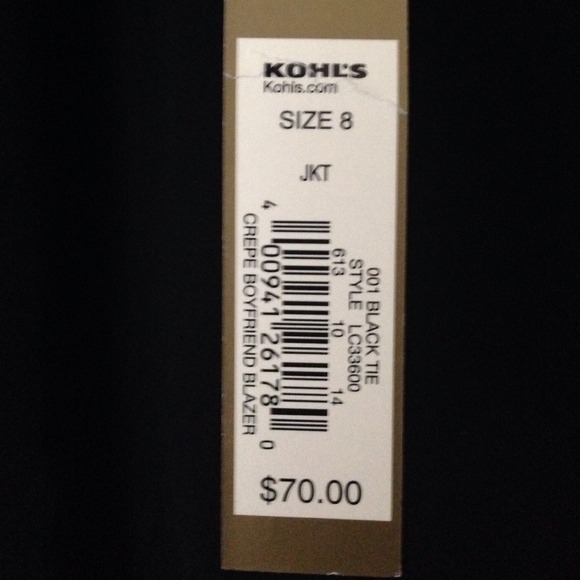 KOHL'S
Kohls.com
SIZE 8
JKT
001 BLACK TIE
STYLE LC33600
613 10 14
4 00941 26178 0
CREPE BOYFRIEND BLAZER
$70.00